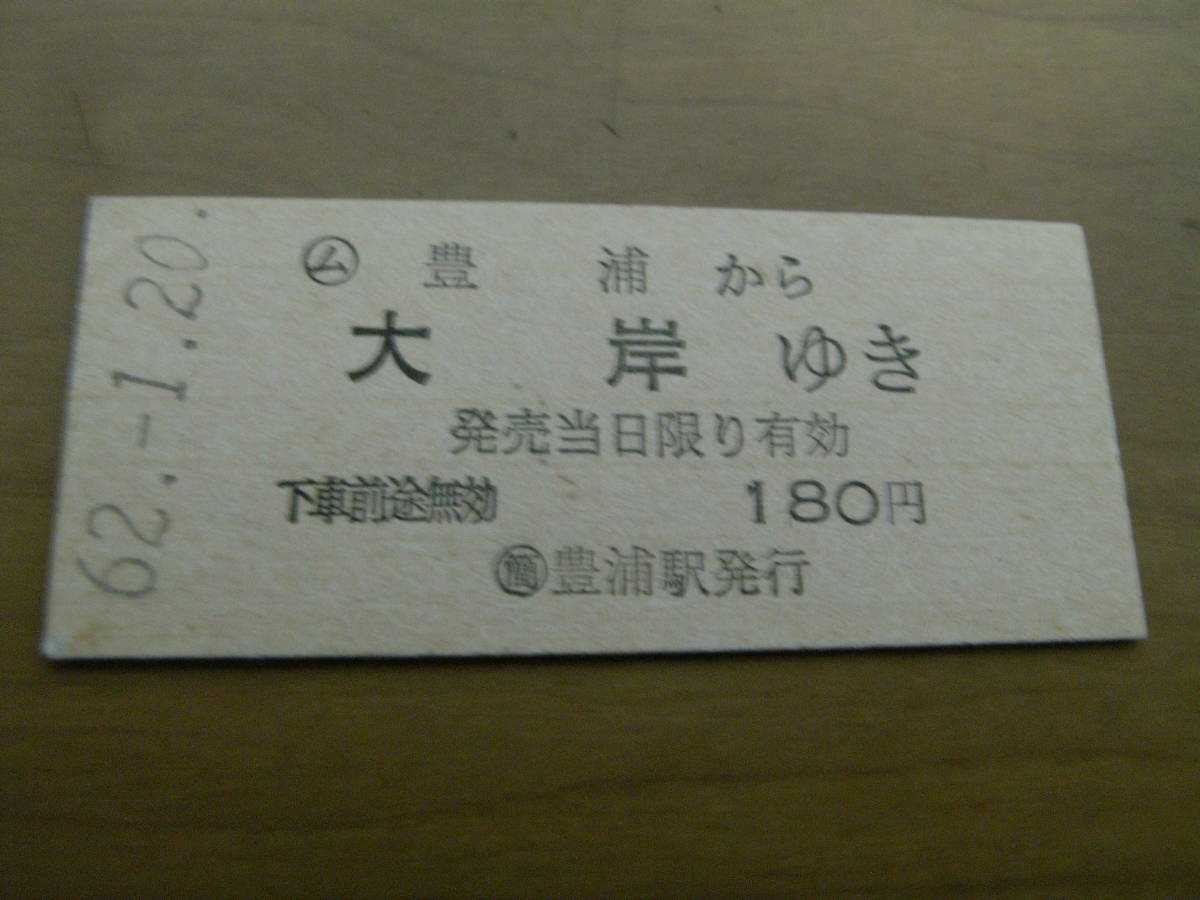 62.-1.20.
㋰ 豊 浦 から
大 岸 ゆき
発売当日限り有効
下車前途無効 180円
㊢豊浦駅発行